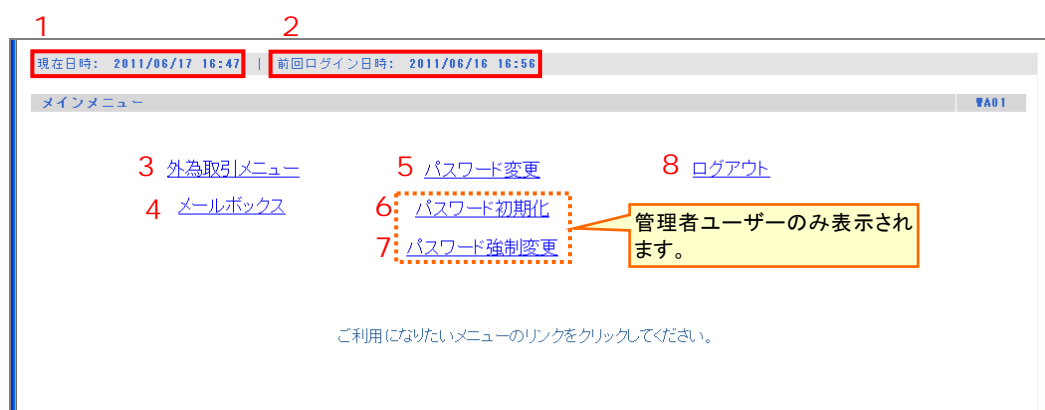 1 2
現在日時: 2011/06/17 16:47 | 前回ログイン日時: 2011/06/16 16:56
メインメニュー WA01
3 外為取引メニュー 5 パスワード変更 8 ログアウト
4 メールボックス 6 パスワード初期化
管理者ユーザーのみ表示され
ます。
7 パスワード強制変更
ご利用になりたいメニューのリンクをクリックしてください。